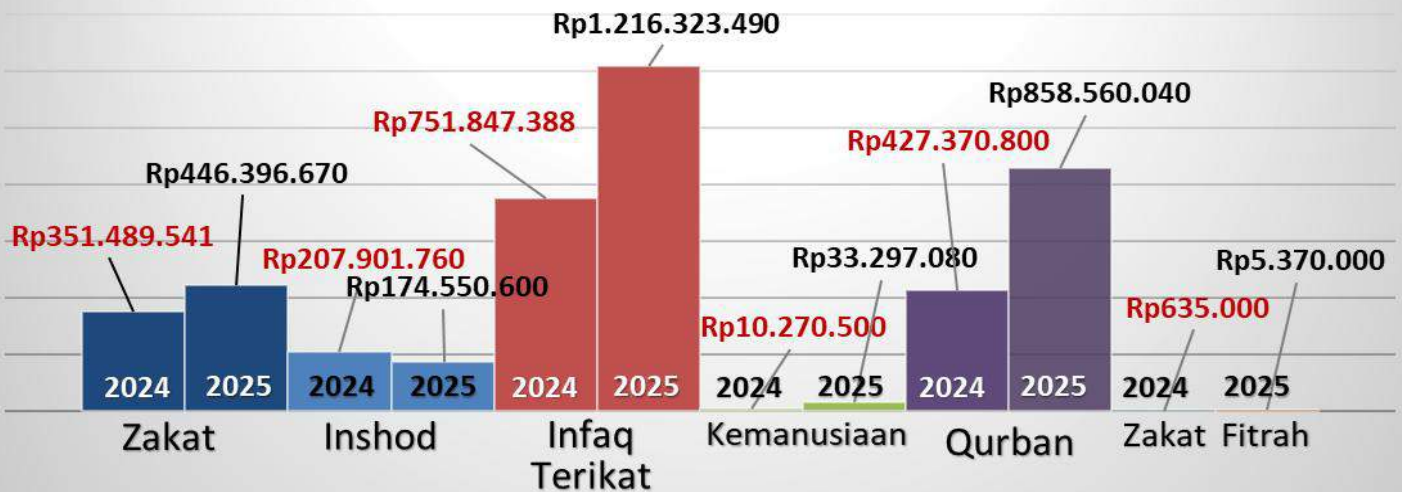 Rp1.216.323.490
Rp858.560.040
Rp751.847.388
Rp427.370.800
Rp446.396.670
Rp351.489.541
Rp207.901.760
Rp33.297.080
Rp5.370.000
Rp174.550.600
Rp10.270.500
Rp635.000
2024 2025 2024 2025 2024 2025 2024 2025 2024 2025 2024 2025
Zakat Inshod Infaq Terikat Kemanusiaan Qurban Zakat Fitrah